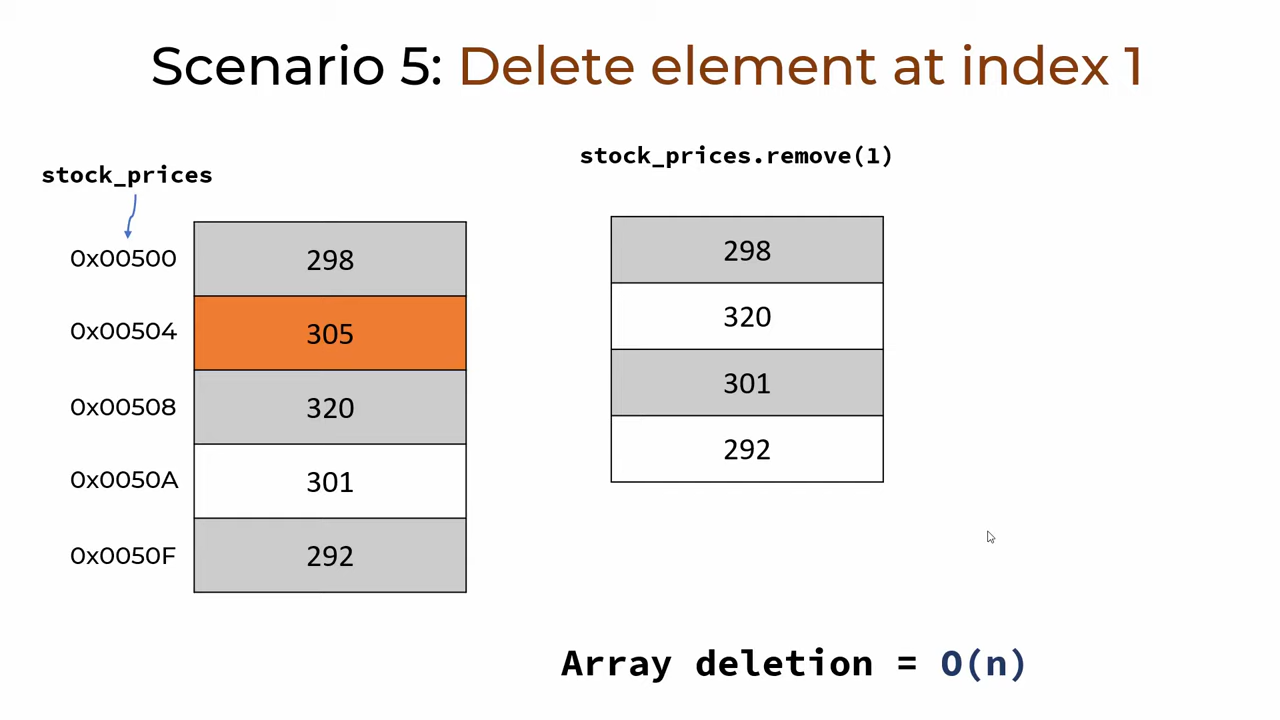 Scenario 5: Delete element at index 1
stock_prices
0x00500
298
0x00504
305
0x00508
320
0x0050A
301
0x0050F
292
stock_prices.remove(1)
298
320
301
292
Array deletion = O(n)